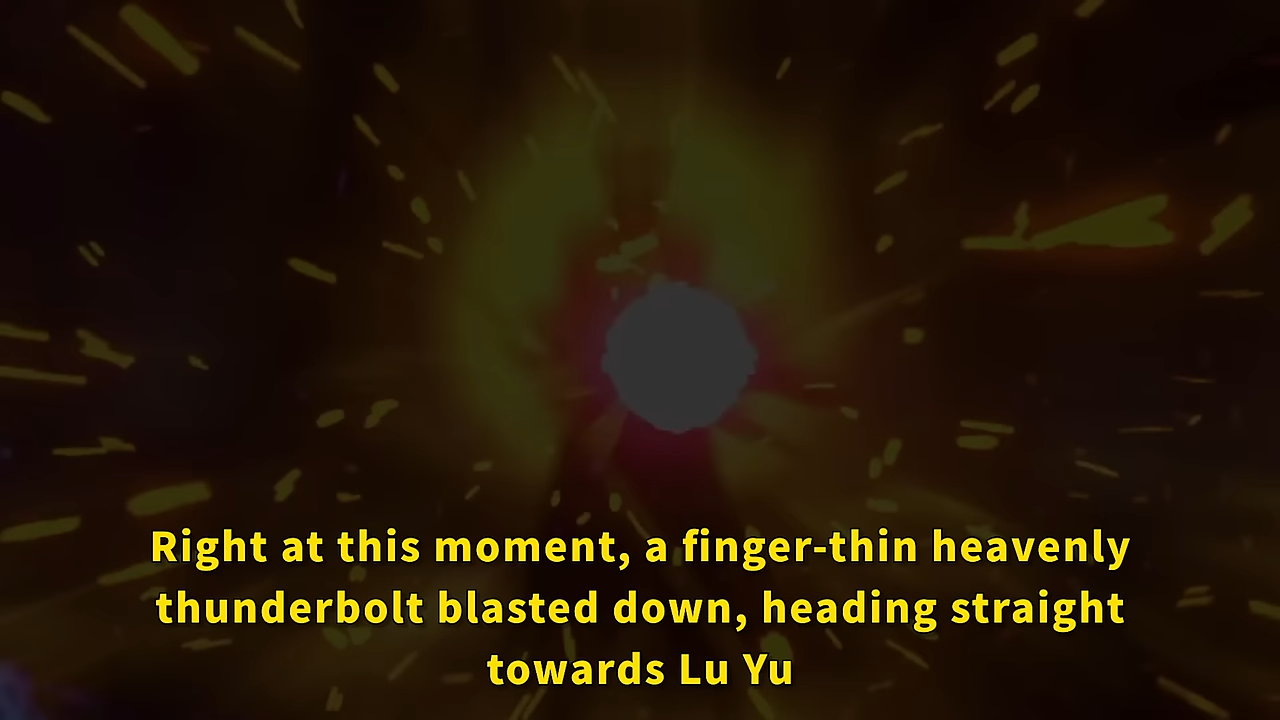 Right at this moment, a finger-thin heavenly
thunderbolt blasted down, heading straight
towards Lu Yu